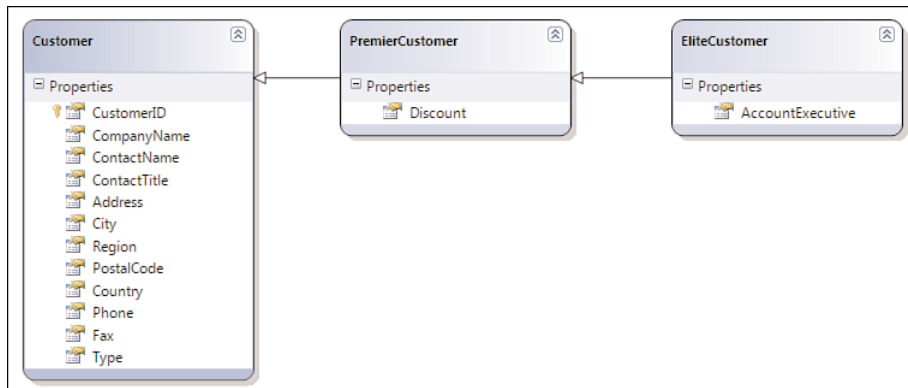 Customer
Properties
CustomerID
CompanyName
ContactName
ContactTitle
Address
City
Region
PostalCode
Country
Phone
Fax
Type
PremierCustomer
Properties
Discount
EliteCustomer
Properties
AccountExecutive